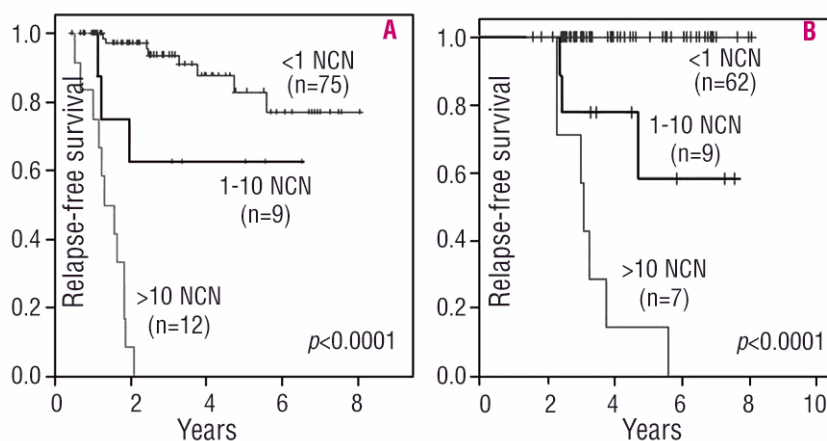 A
1.0
0.8
0.6
0.4
0.2
0.0
Relapse-free survival
<1 NCN
(n=75)
1-10 NCN
(n=9)
>10 NCN
(n=12)
p<0.0001
0 2 4 6 8
Years
B
1.0
0.8
0.6
0.4
0.2
0.0
Relapse-free survival
<1 NCN
(n=62)
1-10 NCN
(n=9)
>10 NCN
(n=7)
p<0.0001
0 2 4 6 8 10
Years